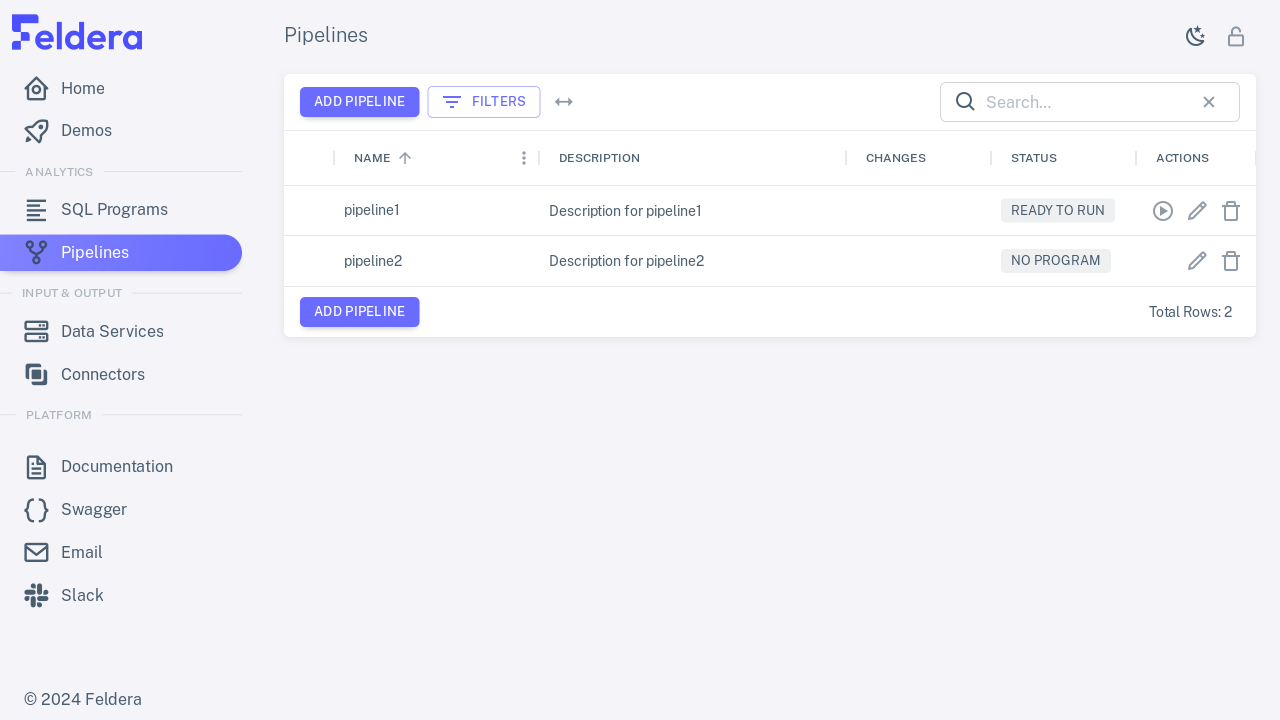 Feldera
Home
Demos
ANALYTICS
SQL Programs
Pipelines
INPUT & OUTPUT
Data Services
Connectors
PLATFORM
Documentation
Swagger
Email
Slack
© 2024 Feldera
Pipelines
ADD PIPELINE FILTERS Search...
NAME DESCRIPTION CHANGES STATUS ACTIONS
pipeline1 Description for pipeline1 READY TO RUN
pipeline2 Description for pipeline2 NO PROGRAM
ADD PIPELINE Total Rows: 2